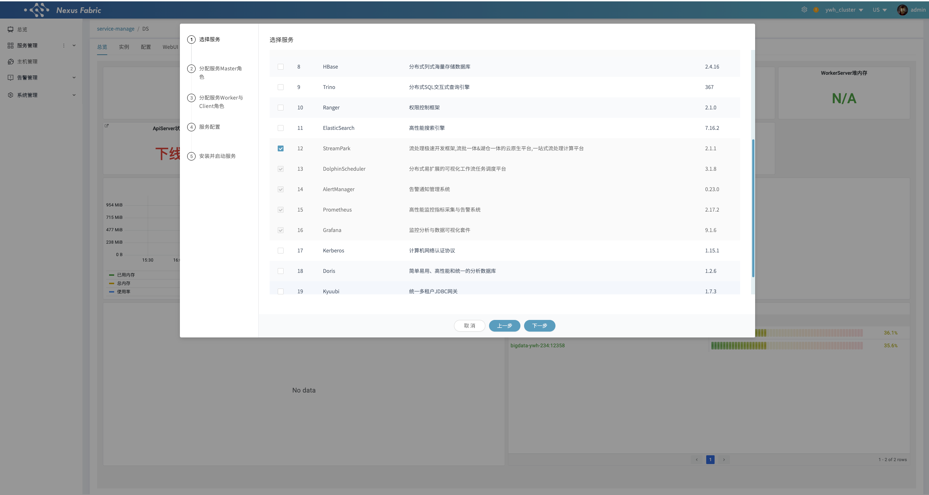 Nexus Fabric
ywh_cluster
US
admin
总览
服务管理
主机管理
告警管理
系统管理
service-manage / DS
总览
实例
配置
WebUI
ApiServer状
下线
954 MiB
715 MiB
477 MiB
238 MiB
0 B
15:00
16:
已用内存
总内存
使用率
1 选择服务
2 分配服务Master角
色
3 分配服务Worker与
Client角色
4 服务配置
5 安装并启动服务
选择服务
8 HBase 分布式列式海量存储数据库 2.4.16
9 Trino 分布式SQL交互式查询引擎 367
10 Ranger 权限控制框架 2.1.0
11 ElasticSearch 高性能搜索引擎 7.16.2
12 StreamPark 流处理极速开发框架,流批一体&湖仓一体的云原生平台,一站式流处理计算平台 2.1.1
13 DolphinScheduler 分布式易扩展的可视化工作流任务调度平台 3.1.8
14 AlertManager 告警通知管理系统 0.23.0
15 Prometheus 高性能监控指标采集与告警系统 2.17.2
16 Grafana 监控分析与数据可视化套件 9.1.6
17 Kerberos 计算机网络认证协议 1.15.1
18 Doris 简单易用、高性能和统一的分析数据库 1.2.6
19 Kyuubi 统一多租户JDBC网关 1.7.3
取 消
上一步
下一步
WorkerServer堆内存
N/A
No data
36.1%
bigdata-ywh-234:12359
35.6%
1
1 - 2 of 2 rows